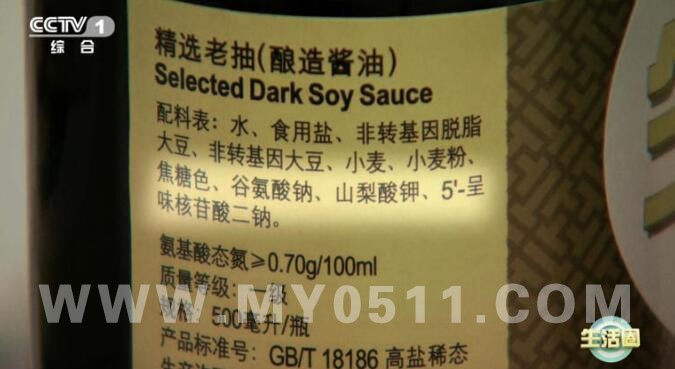 CCTV 1
综合
精选老抽(酿造酱油)
Selected Dark Soy Sauce
配料表：水、食用盐、非转基因脱脂
大豆、非转基因大豆、小麦、小麦粉、
焦糖色、谷氨酸钠、山梨酸钾、5'-呈
味核苷酸二钠。
氨基酸态氮≥0.70g/100ml
质量等级：一级
500毫升/瓶
产品标准号：GB/T 18186 高盐稀态
WWW.MY0511.COM
生活圈